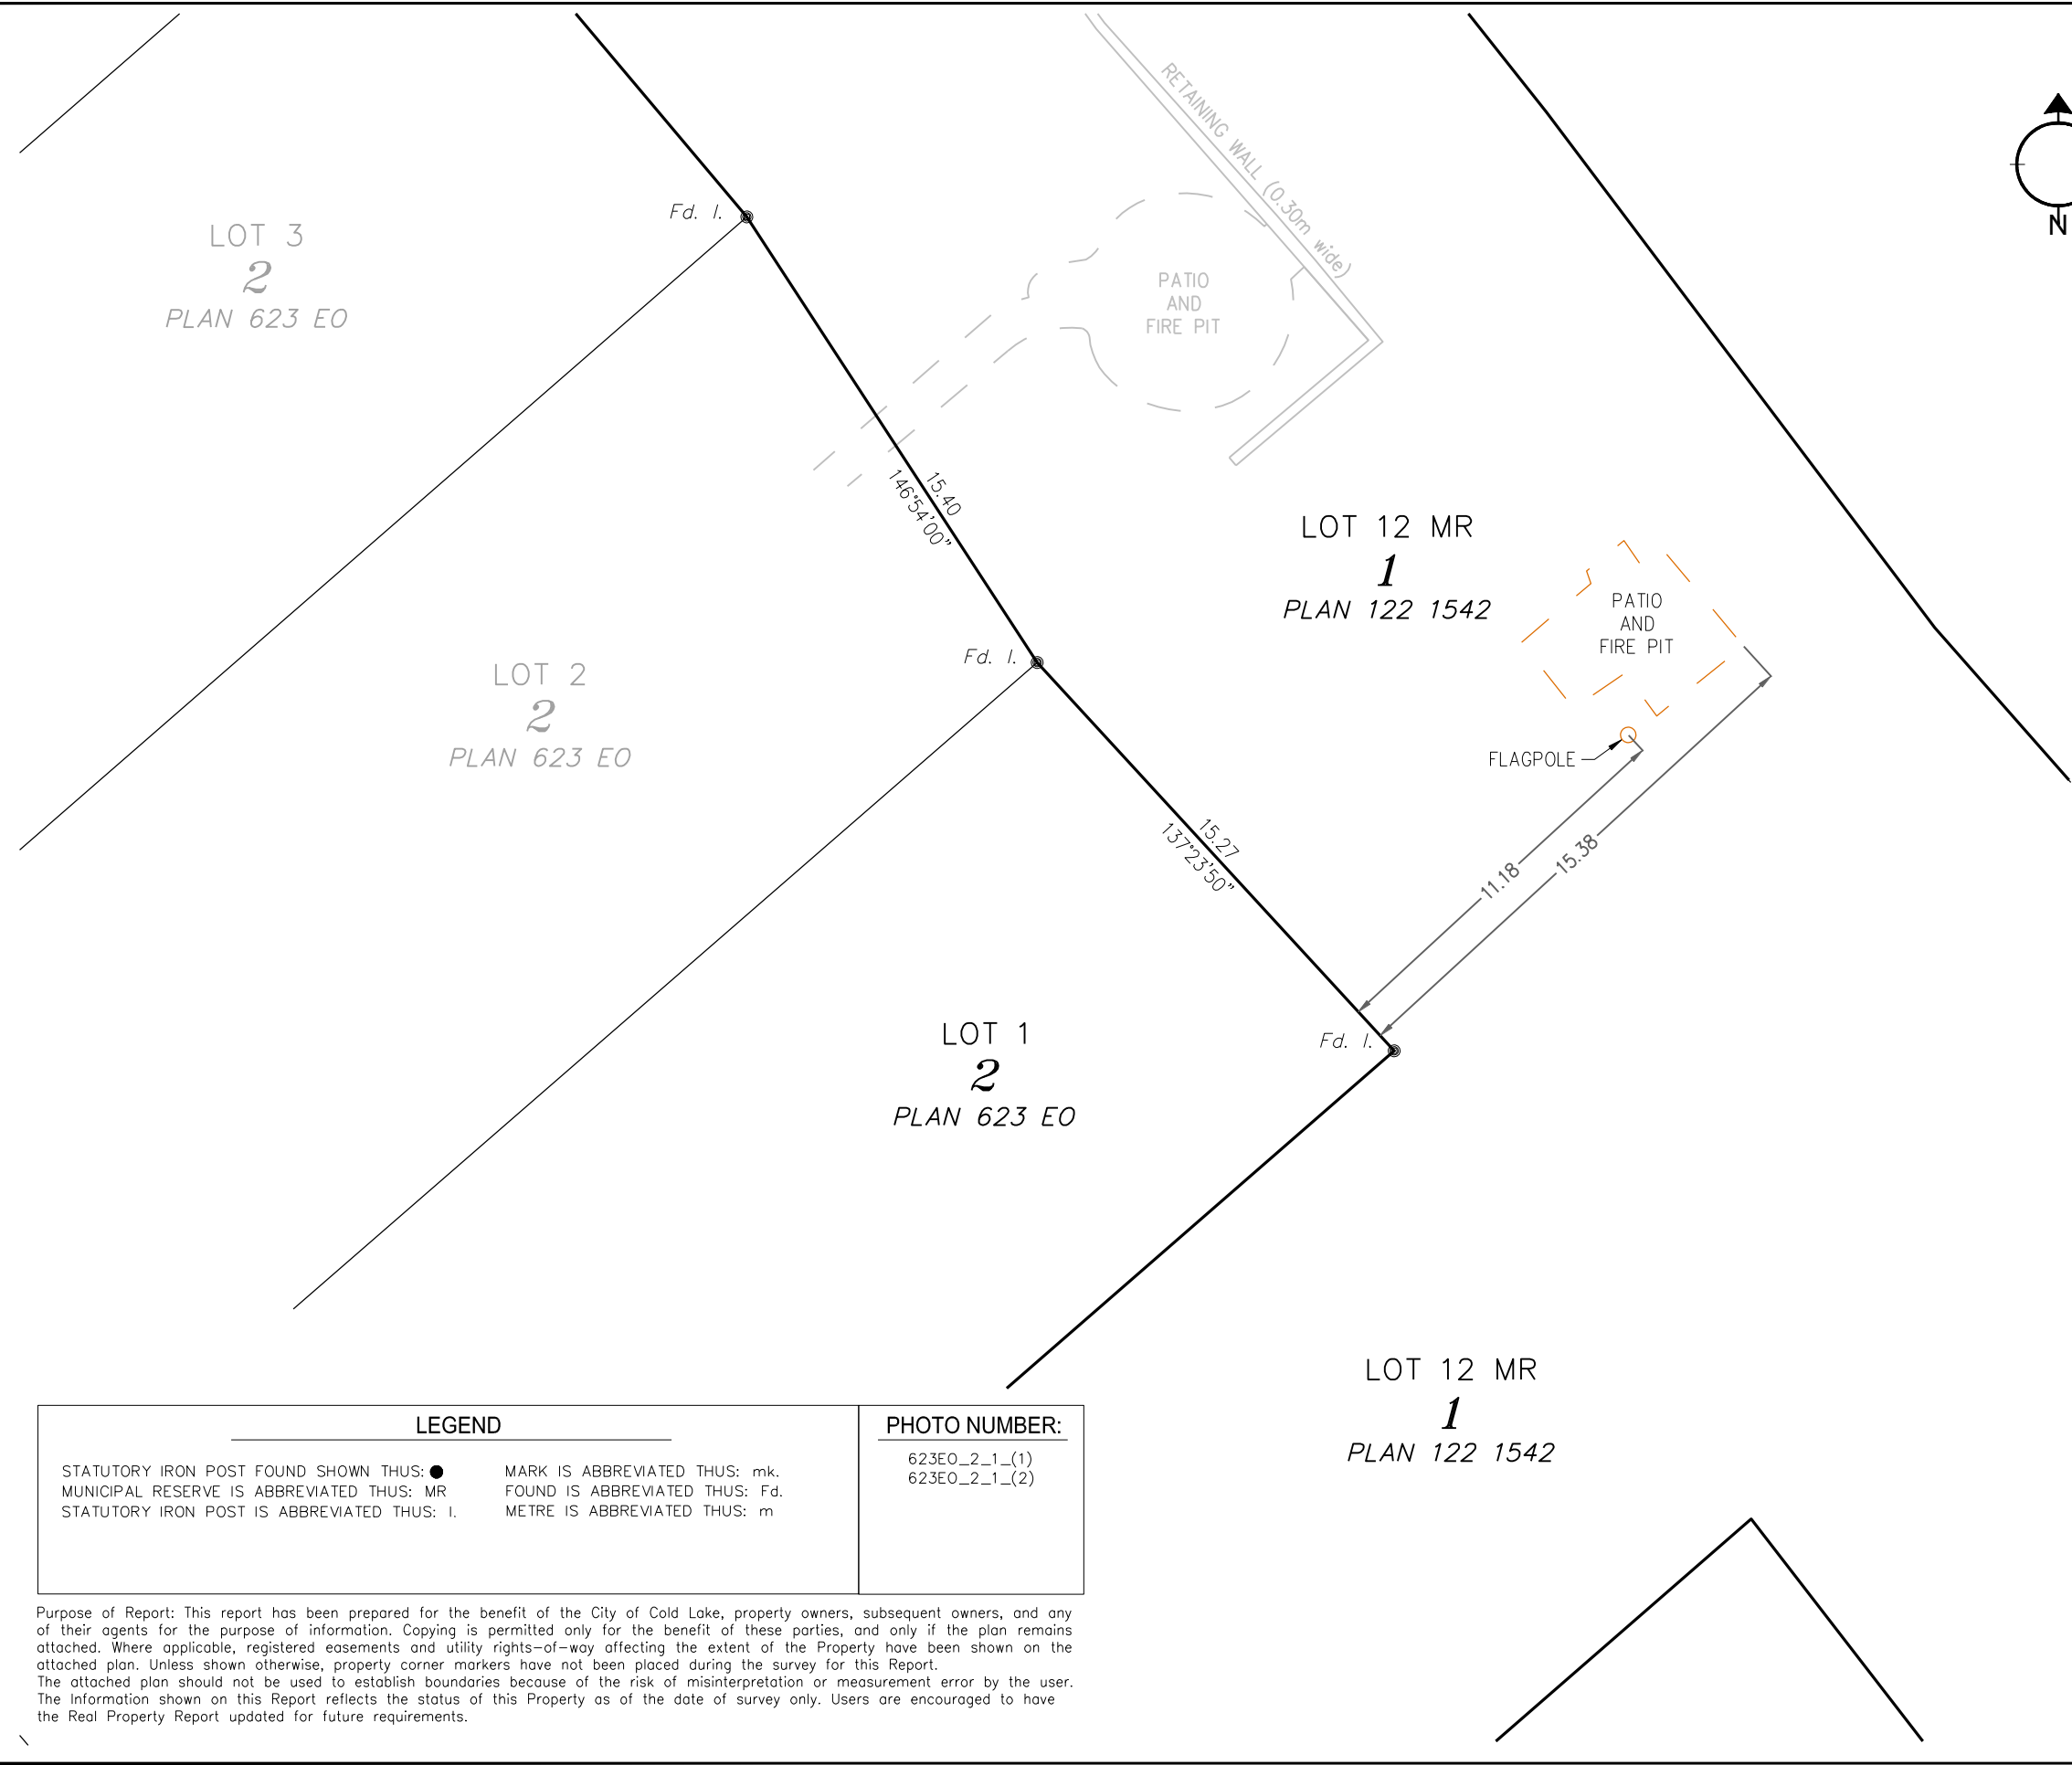 RETAINING WALL (0.30m wide)
N
Fd. I.
LOT 3
2
PLAN 623 EO
PATIO
AND
FIRE PIT
15.40
146°54'00"
LOT 12 MR
1
PLAN 122 1542
PATIO
AND
FIRE PIT
Fd. I.
LOT 2
2
PLAN 623 EO
FLAGPOLE
15.27
137°23'50"
11.18
15.38
LOT 1
2
PLAN 623 EO
Fd. I.
LOT 12 MR
1
PLAN 122 1542
LEGEND
STATUTORY IRON POST FOUND SHOWN THUS:
MUNICIPAL RESERVE IS ABBREVIATED THUS: MR
STATUTORY IRON POST IS ABBREVIATED THUS: I.
MARK IS ABBREVIATED THUS: mk.
FOUND IS ABBREVIATED THUS: Fd.
METRE IS ABBREVIATED THUS: m
PHOTO NUMBER:
623EO_2_1_(1)
623EO_2_1_(2)
Purpose of Report: This report has been prepared for the benefit of the City of Cold Lake, property owners, subsequent owners, and any
of their agents for the purpose of information. Copying is permitted only for the benefit of these parties, and only if the plan remains
attached. Where applicable, registered easements and utility rights-of-way affecting the extent of the Property have been shown on the
attached plan. Unless shown otherwise, property corner markers have not been placed during the survey for this Report.
The attached plan should not be used to establish boundaries because of the risk of misinterpretation or measurement error by the user.
The Information shown on this Report reflects the status of this Property as of the date of survey only. Users are encouraged to have
the Real Property Report updated for future requirements.